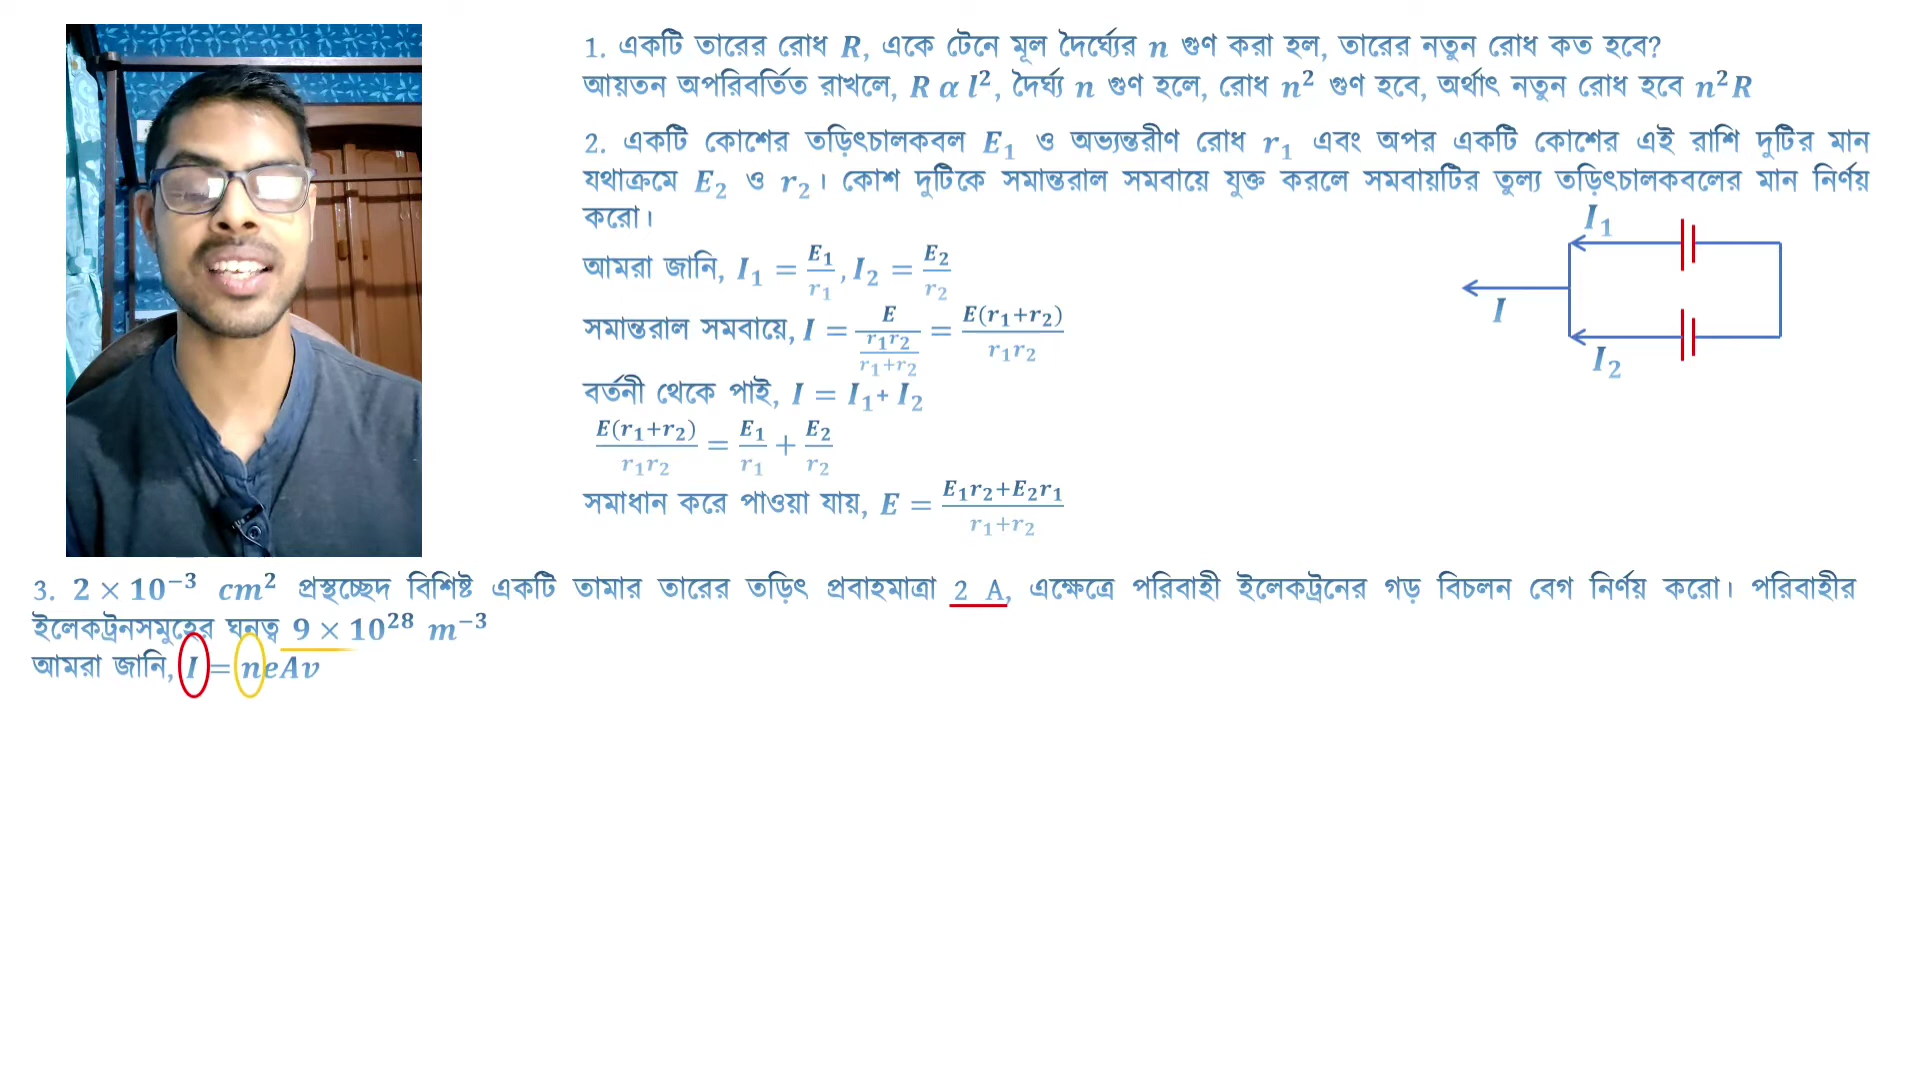 1. একটি তারের রোধ R, একে টেনে মূল দৈর্ঘ্যের n গুণ করা হল, তারের নতুন রোধ কত হবে?
আয়তন অপরিবর্তিত রাখলে, R α l², দৈর্ঘ্য n গুণ হলে, রোধ n² গুণ হবে, অর্থাৎ নতুন রোধ হবে n²R
2. একটি কোশের তড়িৎচালকবল E₁ ও অভ্যন্তরীণ রোধ r₁ এবং অপর একটি কোশের এই রাশি দুটির মান
যথাক্রমে E₂ ও r₂। কোশ দুটিকে সমান্তরাল সমবায়ে যুক্ত করলে সমবায়টির তুল্য তড়িৎচালকবলের মান নির্ণয়
করো।
আমরা জানি, I₁ = E₁/r₁, I₂ = E₂/r₂
সমান্তরাল সমবায়ে, I = E/(r₁r₂/(r₁+r₂)) = E(r₁+r₂)/r₁r₂
বর্তনী থেকে পাই, I = I₁+ I₂
E(r₁+r₂)/r₁r₂ = E₁/r₁ + E₂/r₂
সমাধান করে পাওয়া যায়, E = (E₁r₂+E₂r₁)/(r₁+r₂)
I₁
I
I₂
3. 2 × 10⁻³ cm² প্রস্থচ্ছেদ বিশিষ্ট একটি তামার তারের তড়িৎ প্রবাহমাত্রা 2 A, এক্ষেত্রে পরিবাহী ইলেকট্রনের গড় বিচলন বেগ নির্ণয় করো। পরিবাহীর
ইলেকট্রনসমুহের ঘনত্ব 9 × 10²⁸ m⁻³
আমরা জানি, I = neAv